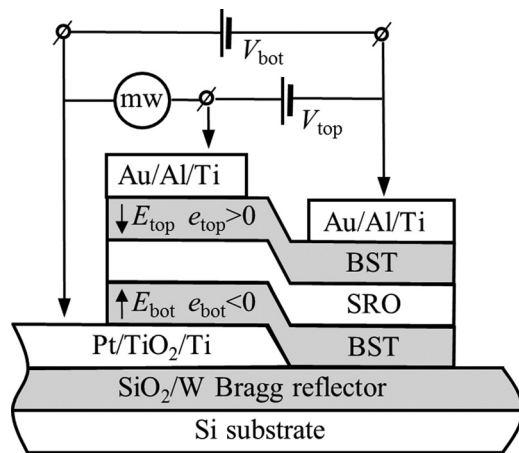 V_bot
mw
V_top
Au/Al/Ti
Au/Al/Ti
E_top e_top>0
BST
E_bot e_bot<0
SRO
Pt/TiO₂/Ti
BST
SiO₂/W Bragg reflector
Si substrate